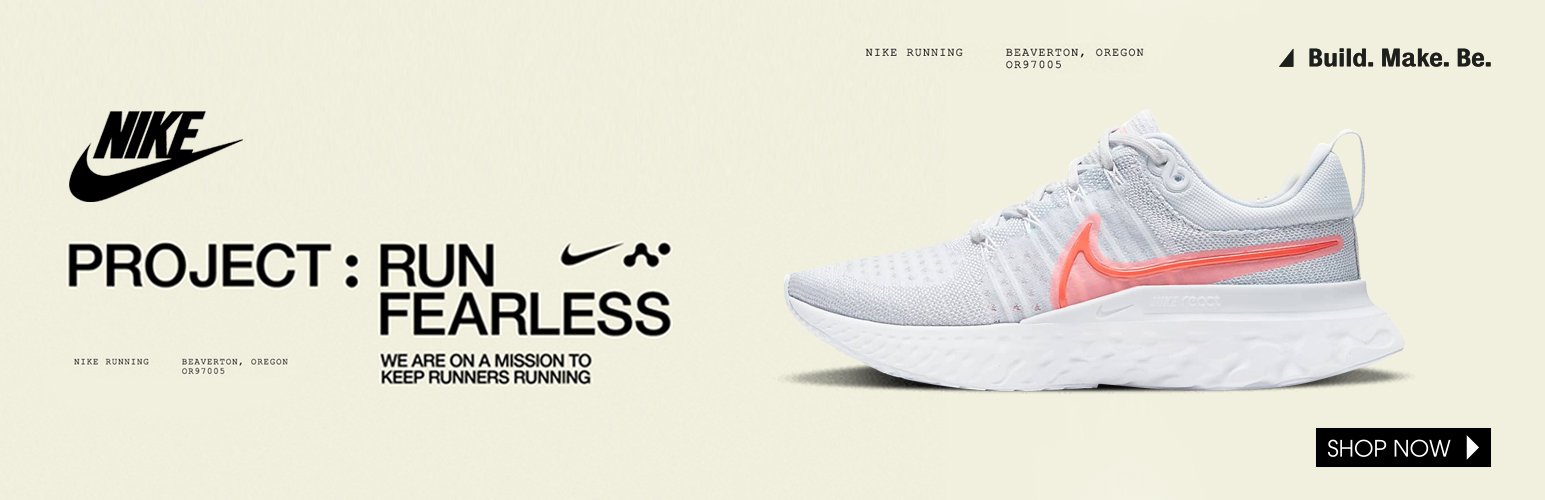 NIKE RUNNING
BEAVERTON, OREGON
OR97005
Build. Make. Be.
NIKE
PROJECT : RUN
FEARLESS
WE ARE ON A MISSION TO
KEEP RUNNERS RUNNING
NIKE RUNNING
BEAVERTON, OREGON
OR97005
NIKE REACT
SHOP NOW